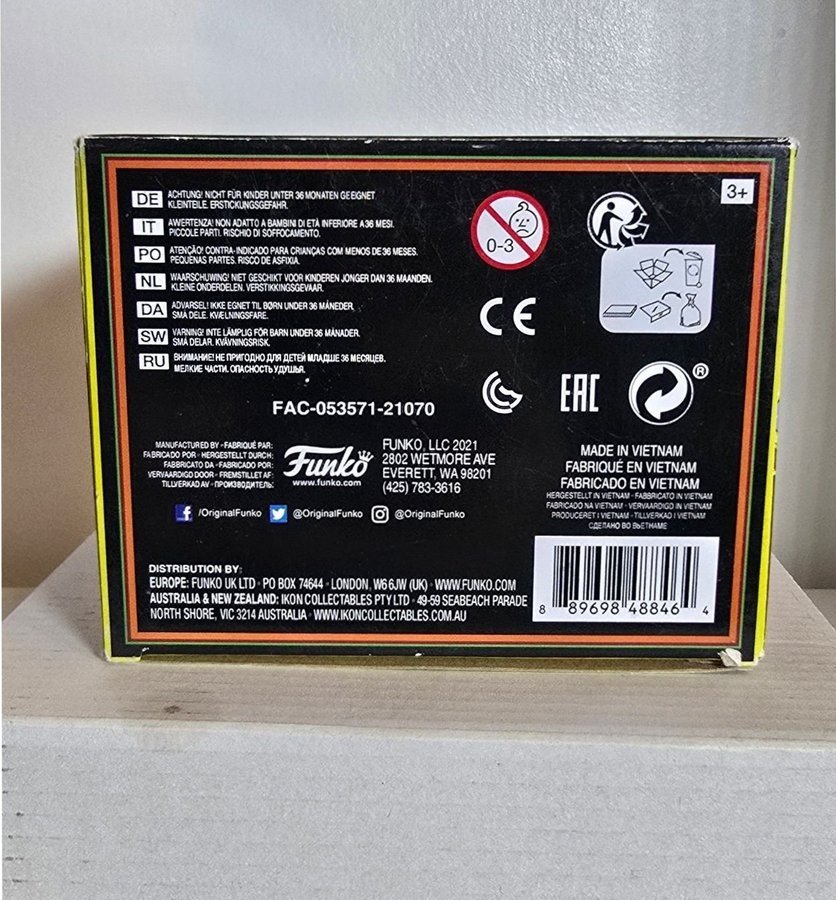 3+
DE ACHTUNG! NICHT FÜR KINDER UNTER 36 MONATEN GEEIGNET.
KLEINTEILE. ERSTICKUNGSGEFAHR.
IT AWERTENZA! NON ADATTO A BAMBINI DI ETÀ INFERIORE A 36 MESI.
PICCOLE PARTI. RISCHIO DI SOFFOCAMENTO.
PO ATENÇÃO! CONTRA-INDICADO PARA CRIANÇAS COM MENOS DE 36 MESES.
PEQUENAS PARTES. RISCO DE ASFIXIA.
NL WAARSCHUWING! NIET GESCHIKT VOOR KINDEREN JONGER DAN 36 MAANDEN.
KLEINE ONDERDELEN. VERSTIKKINGSGEVAAR.
DA ADVARSEL! IKKE EGNET TIL BØRN UNDER 36 MÅNEDER.
SMÅ DELE. KVÆLNINGSFARE.
SW VARNING! INTE LÄMPLIG FÖR BARN UNDER 36 MÅNADER.
SMÅ DELAR. KVÄVNINGSRISK.
RU ВНИМАНИЕ! НЕ ПРИГОДНО ДЛЯ ДЕТЕЙ МЛАДШЕ 36 МЕСЯЦЕВ.
МЕЛКИЕ ЧАСТИ. ОПАСНОСТЬ УДУШЬЯ.
0-3
CE
EAC
®
FAC-053571-21070
MANUFACTURED BY • FABRIQUÉ PAR:
FABRICADO POR • HERGESTELLT DURCH:
FABBRICATO DA • FABRICADO POR:
VERVAARDIGD DOOR • FREMSTILLET AF:
TILLVERKAD AV • ПРОИЗВОДИТЕЛЬ:
Funko
www.funko.com
FUNKO, LLC 2021
2802 WETMORE AVE
EVERETT, WA 98201
(425) 783-3616
MADE IN VIETNAM
FABRIQUÉ EN VIETNAM
FABRICADO EN VIETNAM
HERGESTELLT IN VIETNAM • FABBRICATO IN VIETNAM
FABRICADO NA VIETNAM • VERVAARDIGD IN VIETNAM
PRODUCERET I VIETNAM • TILLVERKAD I VIETNAM
СДЕЛАНО ВО ВЬЕТНАМЕ
/OriginalFunko @OriginalFunko @OriginalFunko
DISTRIBUTION BY:
EUROPE: FUNKO UK LTD • PO BOX 74644 • LONDON. W6 6JW (UK) • WWW.FUNKO.COM
AUSTRALIA & NEW ZEALAND: IKON COLLECTABLES PTY LTD • 49-59 SEABEACH PARADE
NORTH SHORE, VIC 3214 AUSTRALIA • WWW.IKONCOLLECTABLES.COM.AU
8 89698 48846 4